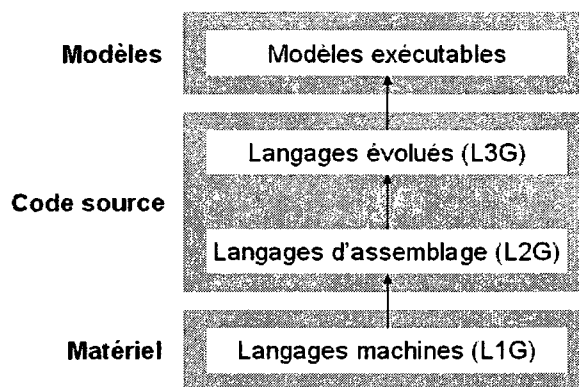 Modèles
Modèles exécutables
Langages évolués (L3G)
Code source
Langages d'assemblage (L2G)
Matériel
Langages machines (L1G)